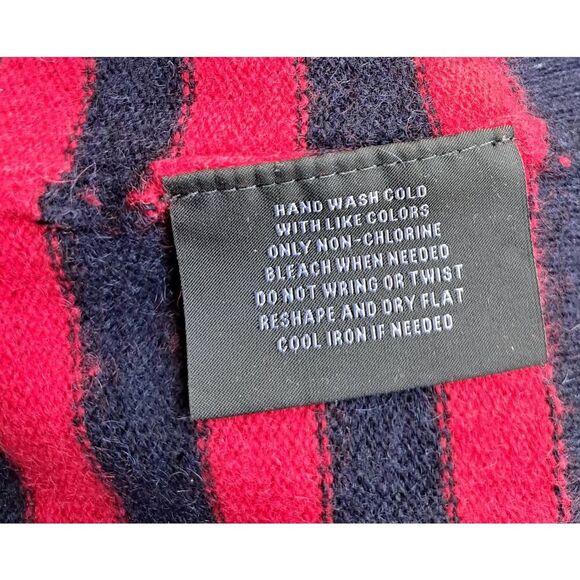 HAND WASH COLD
WITH LIKE COLORS
ONLY NON-CHLORINE
BLEACH WHEN NEEDED
DO NOT WRING OR TWIST
RESHAPE AND DRY FLAT
COOL IRON IF NEEDED